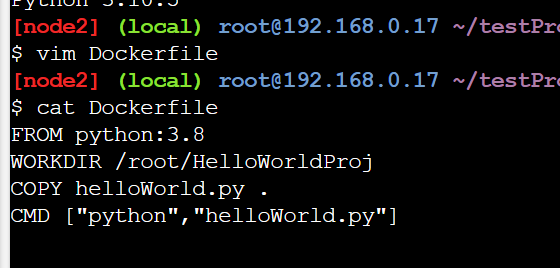 Python 3.10.3
[node2] (local) root@192.168.0.17 ~/testPro
$ vim Dockerfile
[node2] (local) root@192.168.0.17 ~/testPro
$ cat Dockerfile
FROM python:3.8
WORKDIR /root/HelloWorldProj
COPY helloWorld.py .
CMD ["python","helloWorld.py"]